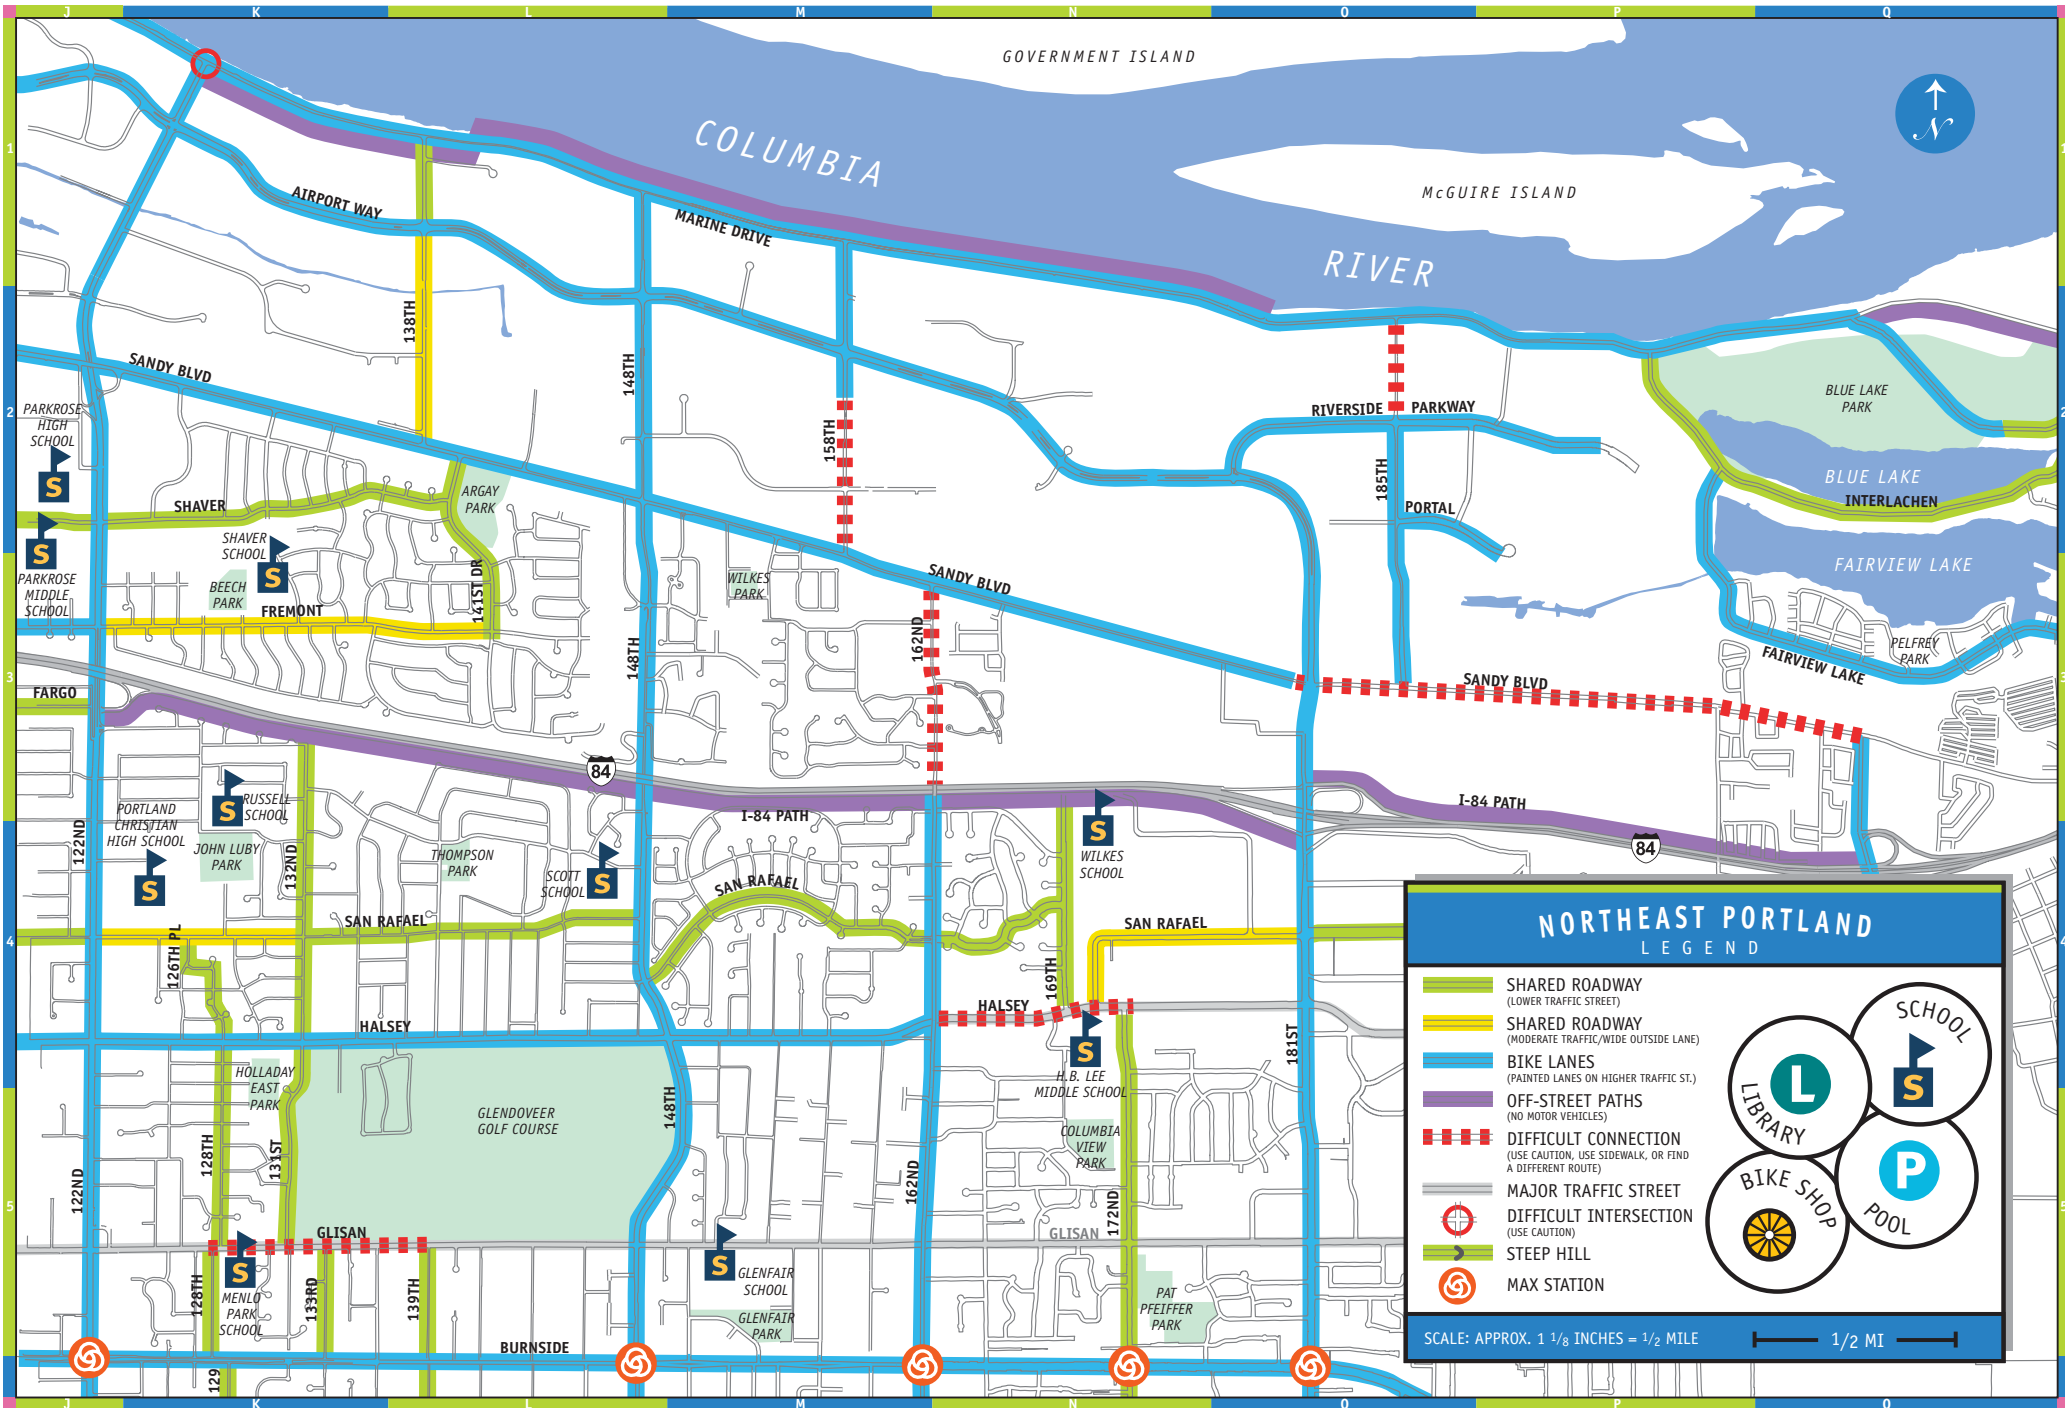 J K L M N O P Q
GOVERNMENT ISLAND
N
COLUMBIA
1
1
McGUIRE ISLAND
AIRPORT WAY
MARINE DRIVE
RIVER
138TH
148TH
SANDY BLVD
BLUE LAKE
PARK
2
2
PARKROSE
HIGH
SCHOOL
S
RIVERSIDE PARKWAY
158TH
185TH
BLUE LAKE
ARGAY
PARK
SHAVER
PORTAL
INTERLACHEN
S
PARKROSE
MIDDLE
SCHOOL
SHAVER
SCHOOL
S
BEECH
PARK
FREMONT
141ST DR
WILKES
PARK
SANDY BLVD
FAIRVIEW LAKE
162ND
148TH
PELFREY
PARK
FAIRVIEW LAKE
3
3
FARGO
SANDY BLVD
84
I-84 PATH
I-84 PATH
84
S
RUSSELL
SCHOOL
PORTLAND
CHRISTIAN
HIGH SCHOOL
S
122ND
JOHN LUBY
PARK
132ND
THOMPSON
PARK
SCOTT
SCHOOL
S
S
WILKES
SCHOOL
SAN RAFAEL
SAN RAFAEL
SAN RAFAEL
4
4
126TH PL
169TH
HALSEY
HALSEY
181ST
S
H.B. LEE
MIDDLE SCHOOL
HOLLADAY
EAST
PARK
GLENDOVEER
GOLF COURSE
148TH
COLUMBIA
VIEW
PARK
128TH
131ST
122ND
162ND
172ND
5
5
GLISAN
GLISAN
S
MENLO
PARK
SCHOOL
128TH
133RD
139TH
S
GLENFAIR
SCHOOL
GLENFAIR
PARK
PAT
PFEIFFER
PARK
BURNSIDE
129
NORTHEAST PORTLAND
LEGEND
SHARED ROADWAY
(LOWER TRAFFIC STREET)
SHARED ROADWAY
(MODERATE TRAFFIC/WIDE OUTSIDE LANE)
BIKE LANES
(PAINTED LANES ON HIGHER TRAFFIC ST.)
OFF-STREET PATHS
(NO MOTOR VEHICLES)
DIFFICULT CONNECTION
(USE CAUTION, USE SIDEWALK, OR FIND
A DIFFERENT ROUTE)
MAJOR TRAFFIC STREET
DIFFICULT INTERSECTION
(USE CAUTION)
STEEP HILL
MAX STATION
SCHOOL
S
L
LIBRARY
P
POOL
BIKE SHOP
SCALE: APPROX. 1 1/8 INCHES = 1/2 MILE
1/2 MI
J K L M N O P Q